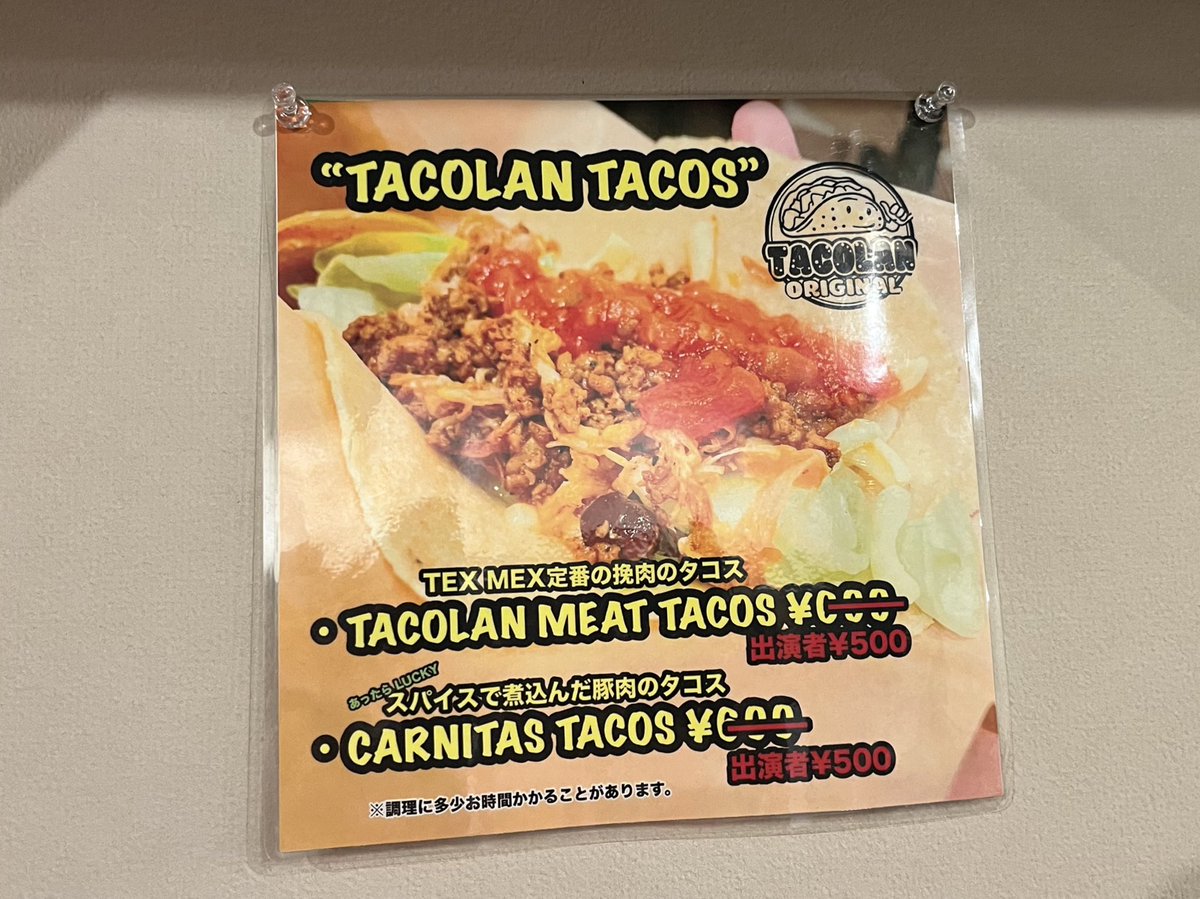 “TACOLAN TACOS”
TACOLAN
ORIGINAL
TEX MEX定番の挽肉のタコス
・TACOLAN MEAT TACOS ¥600
出演者¥500
あったらLUCKY
スパイスで煮込んだ豚肉のタコス
・CARNITAS TACOS ¥600
出演者¥500
※調理に多少お時間かかることがあります。